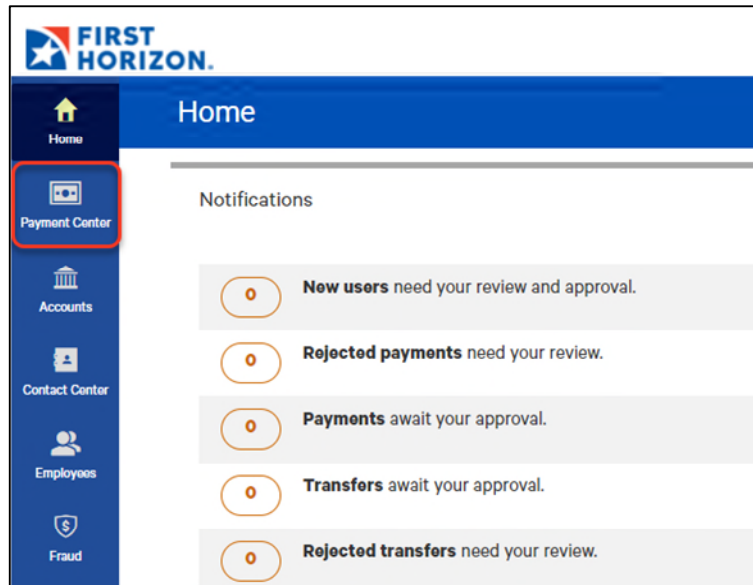 FIRST
HORIZON.
Home
Home
Payment Center
Accounts
Contact Center
Employees
Fraud
Notifications
0 New users need your review and approval.
0 Rejected payments need your review.
0 Payments await your approval.
0 Transfers await your approval.
0 Rejected transfers need your review.